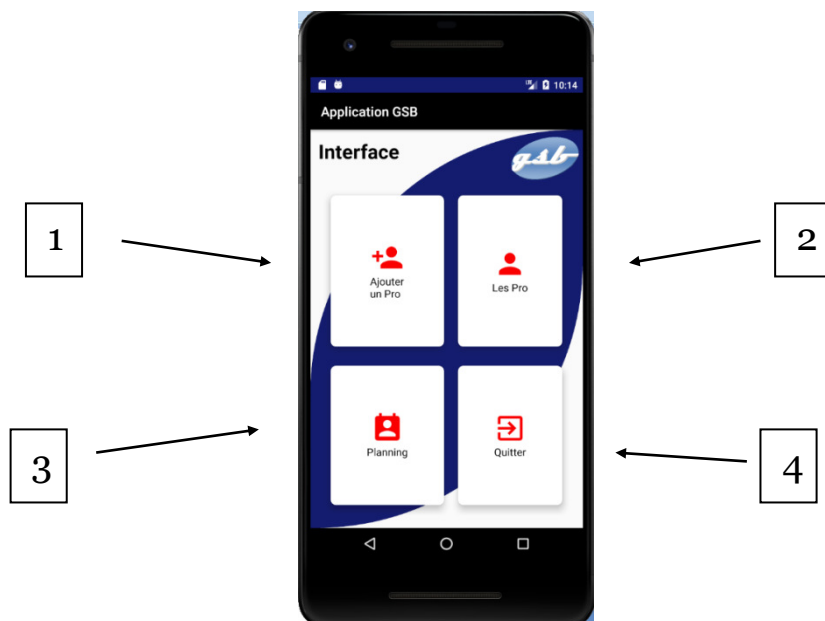 10:14
Application GSB
Interface
gsb
1
2
Ajouter
un Pro
Les Pro
3
4
Planning
Quitter